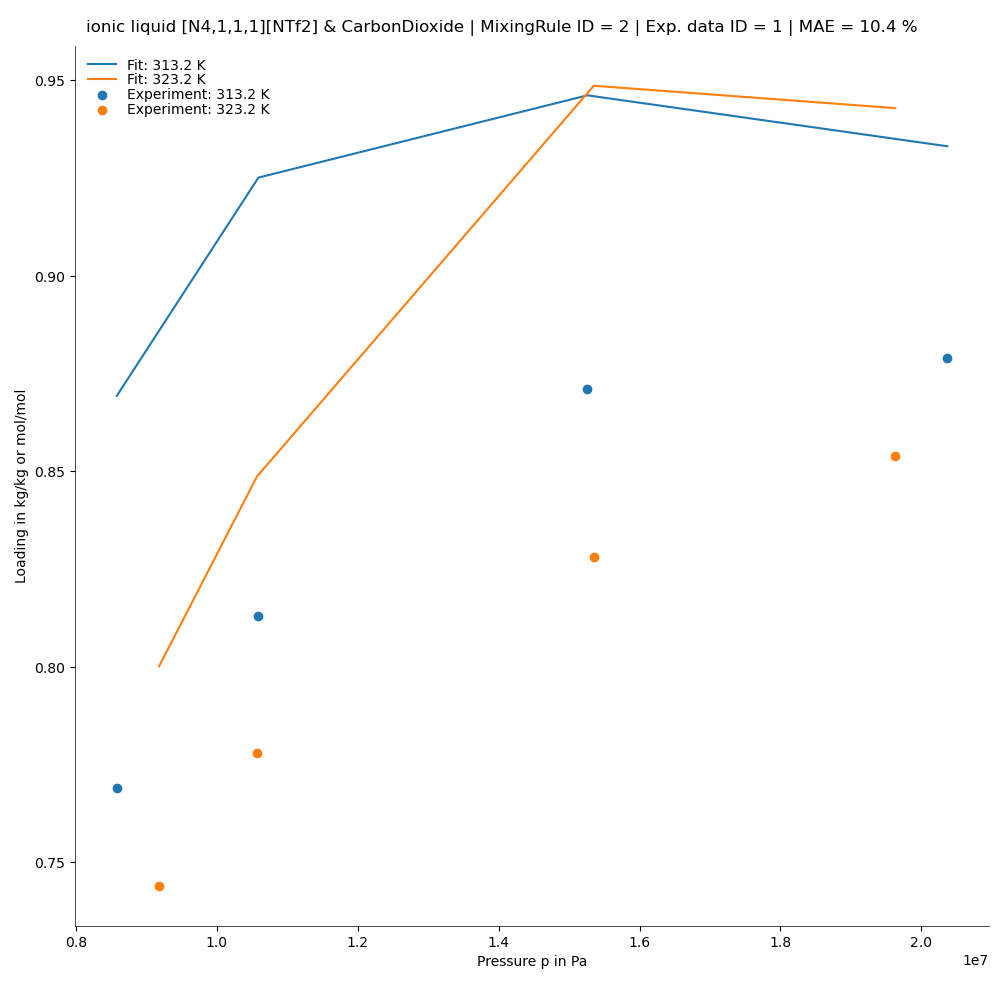 ionic liquid [N4,1,1,1][NTf2] & CarbonDioxide | MixingRule ID = 2 | Exp. data ID = 1 | MAE = 10.4 %
Fit: 313.2 K
Fit: 323.2 K
Experiment: 313.2 K
Experiment: 323.2 K
0.95
0.90
0.85
0.80
0.75
Loading in kg/kg or mol/mol
0.8 1.0 1.2 1.4 1.6 1.8 2.0
1e7
Pressure p in Pa